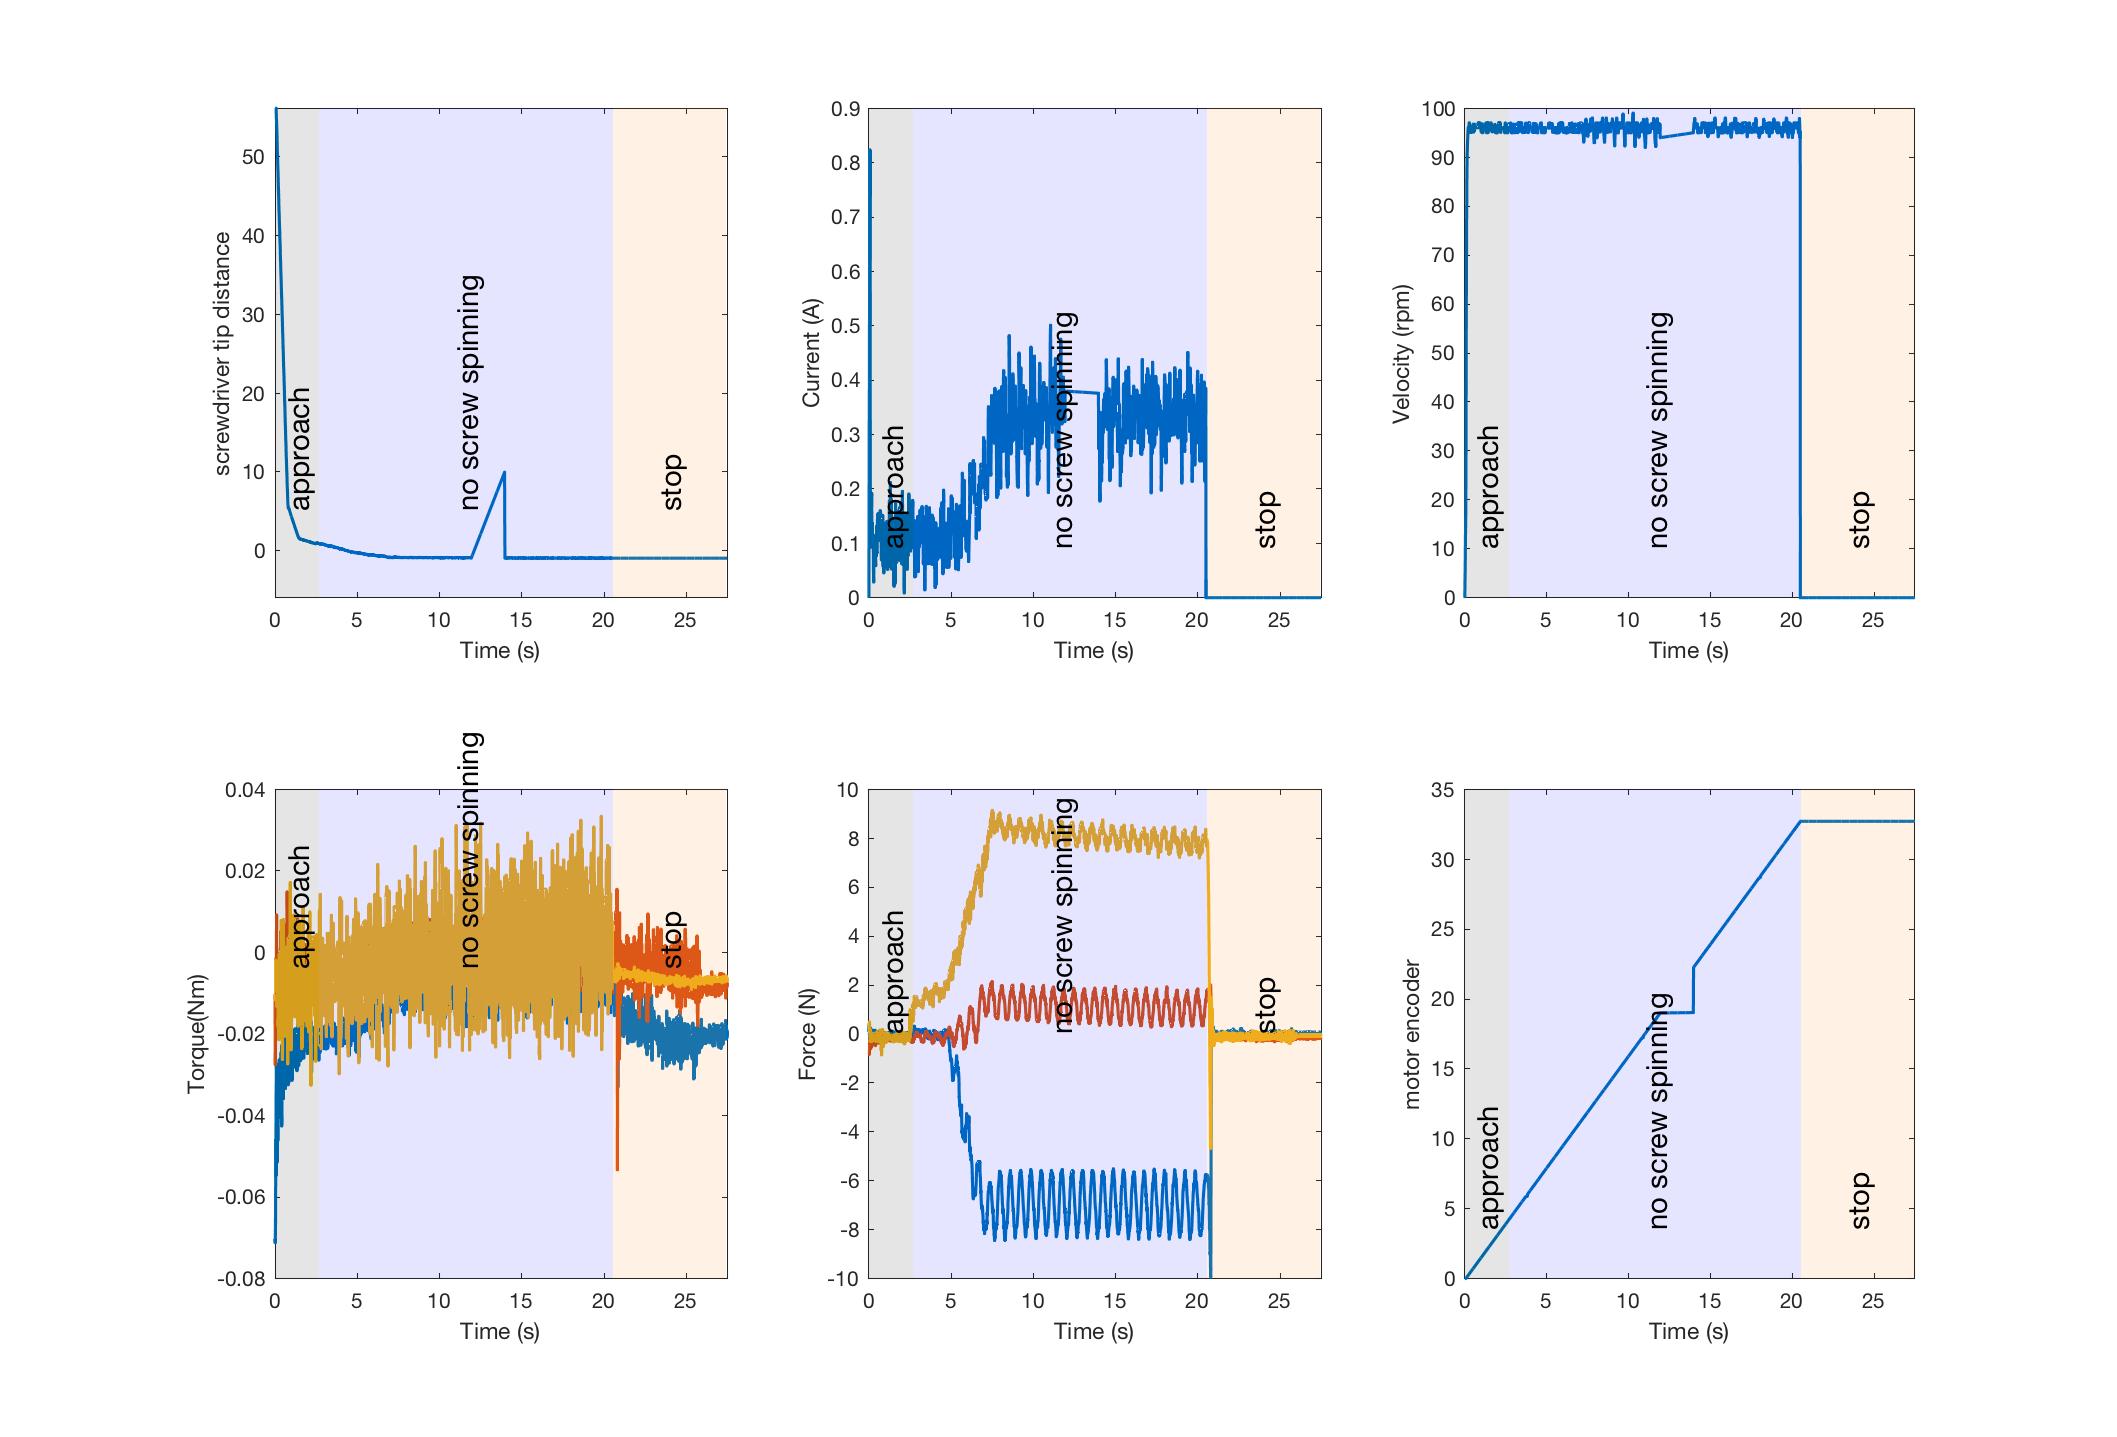 screwdriver tip distance
50
40
30
20
10
0
approach
no screw spinning
stop
0 5 10 15 20 25
Time (s)
Current (A)
0.9
0.8
0.7
0.6
0.5
0.4
0.3
0.2
0.1
0
approach
no screw spinning
stop
0 5 10 15 20 25
Time (s)
Velocity (rpm)
100
90
80
70
60
50
40
30
20
10
0
approach
no screw spinning
stop
0 5 10 15 20 25
Time (s)
Torque(Nm)
0.04
0.02
0
-0.02
-0.04
-0.06
-0.08
approach
no screw spinning
stop
0 5 10 15 20 25
Time (s)
Force (N)
10
8
6
4
2
0
-2
-4
-6
-8
-10
approach
no screw spinning
stop
0 5 10 15 20 25
Time (s)
motor encoder
35
30
25
20
15
10
5
0
approach
no screw spinning
stop
0 5 10 15 20 25
Time (s)